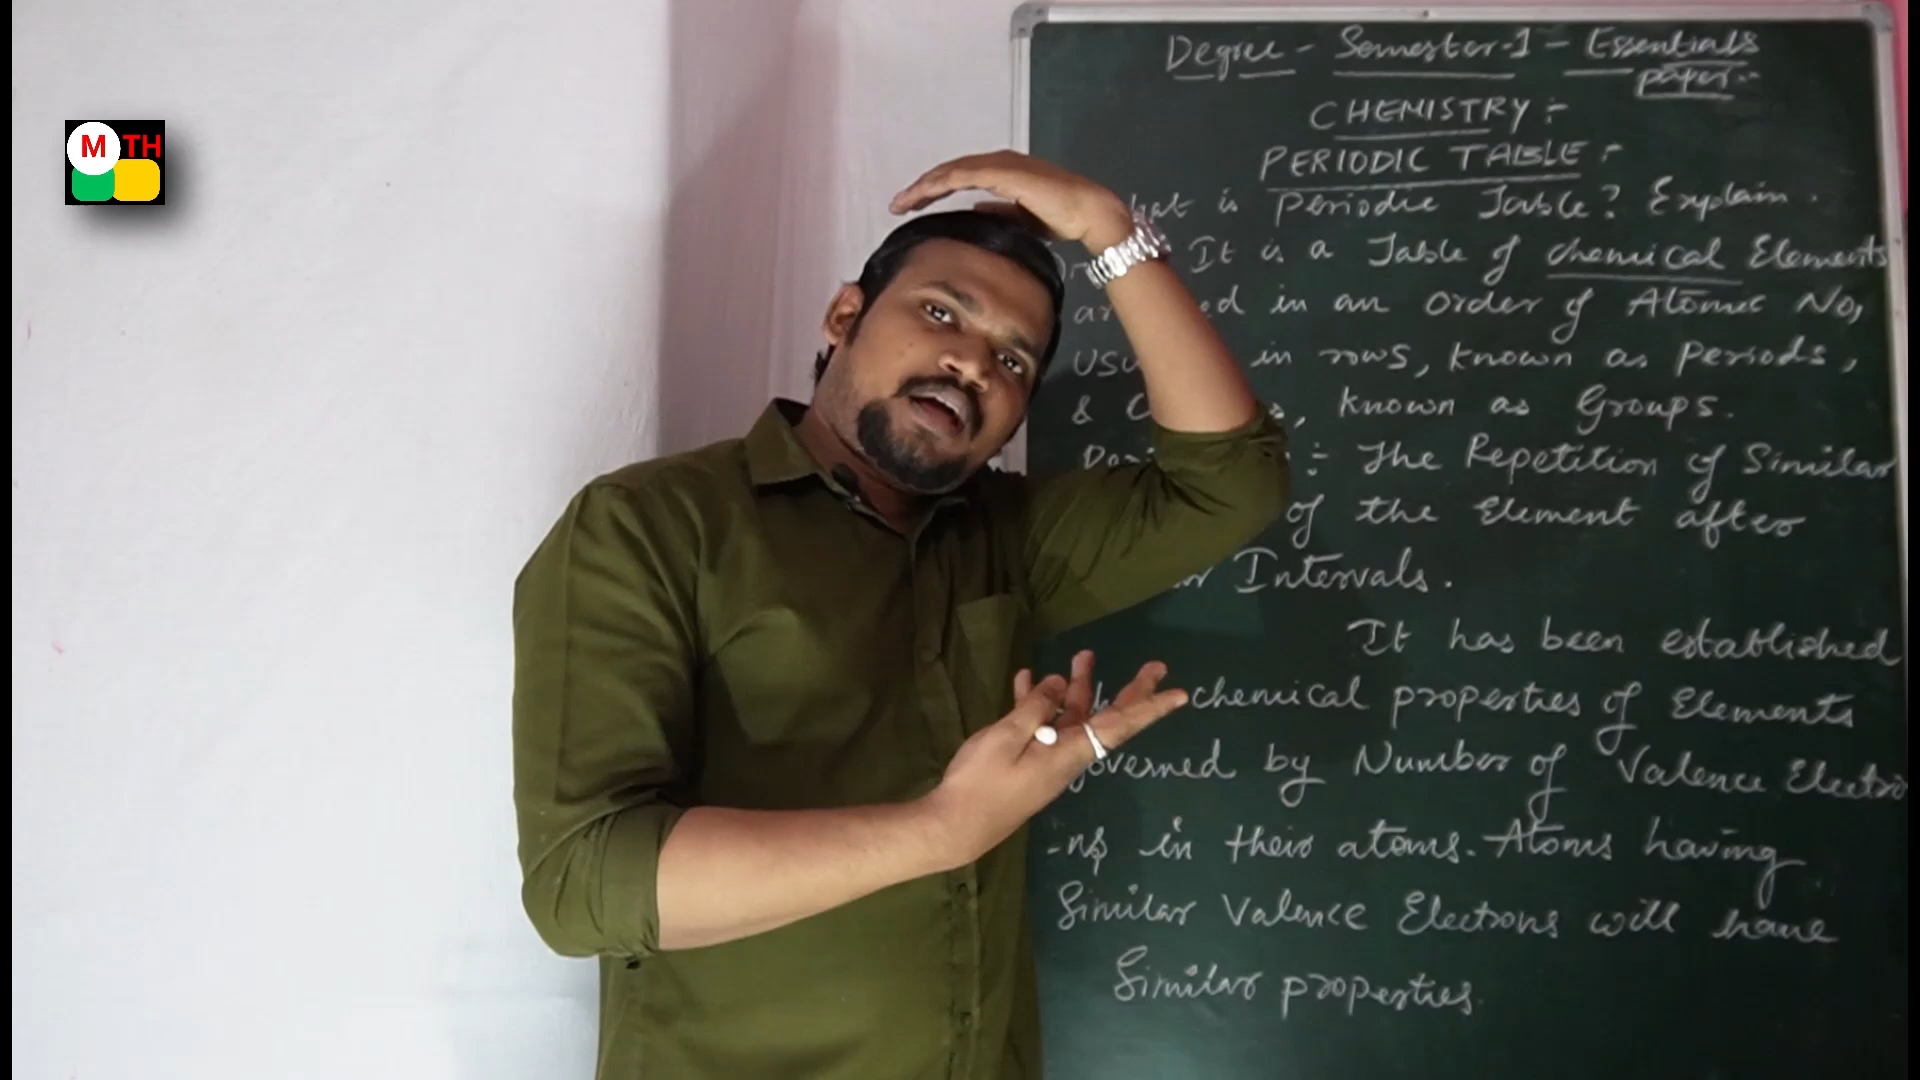 M TH
Degree - Semester-1 - Essentials
paper--
CHEMISTRY :-
PERIODIC TABLE :-
is Periodic Table? Explain.
It is a Table of chemical Elements
in an order of Atomic No,
in rows, known as Periods,
& known as Groups.
:- The Repetition of Similar
of the Element after
Intervals.
It has been established
chemical properties of Elements
governed by Number of Valence Electro
-ns in their atoms. Atoms having
Similar Valence Electrons will have
Similar properties.